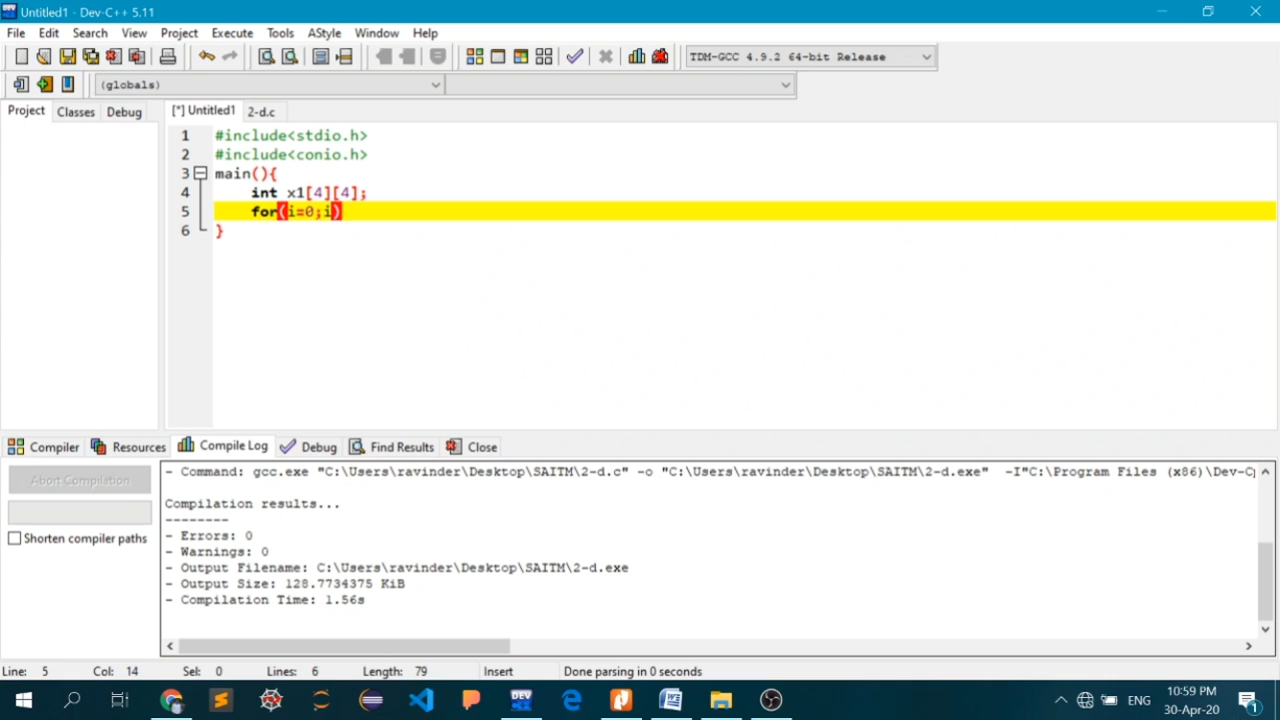 Untitled1 - Dev-C++ 5.11
File Edit Search View Project Execute Tools AStyle Window Help
TDM-GCC 4.9.2 64-bit Release
(globals)
Project Classes Debug [*] Untitled1 2-d.c
1 #include<stdio.h>
2 #include<conio.h>
3 main(){
4 int x1[4][4];
5 for(i=0;i)
6 }
Compiler Resources Compile Log Debug Find Results Close
Abort Compilation
Shorten compiler paths
- Command: gcc.exe "C:\Users\ravinder\Desktop\SAITM\2-d.c" -o "C:\Users\ravinder\Desktop\SAITM\2-d.exe" -I"C:\Program Files (x86)\Dev-Cp
Compilation results...
--------
- Errors: 0
- Warnings: 0
- Output Filename: C:\Users\ravinder\Desktop\SAITM\2-d.exe
- Output Size: 128.7734375 KiB
- Compilation Time: 1.56s
Line: 5 Col: 14 Sel: 0 Lines: 6 Length: 79 Insert Done parsing in 0 seconds
DEV
ENG
10:59 PM
30-Apr-20
1